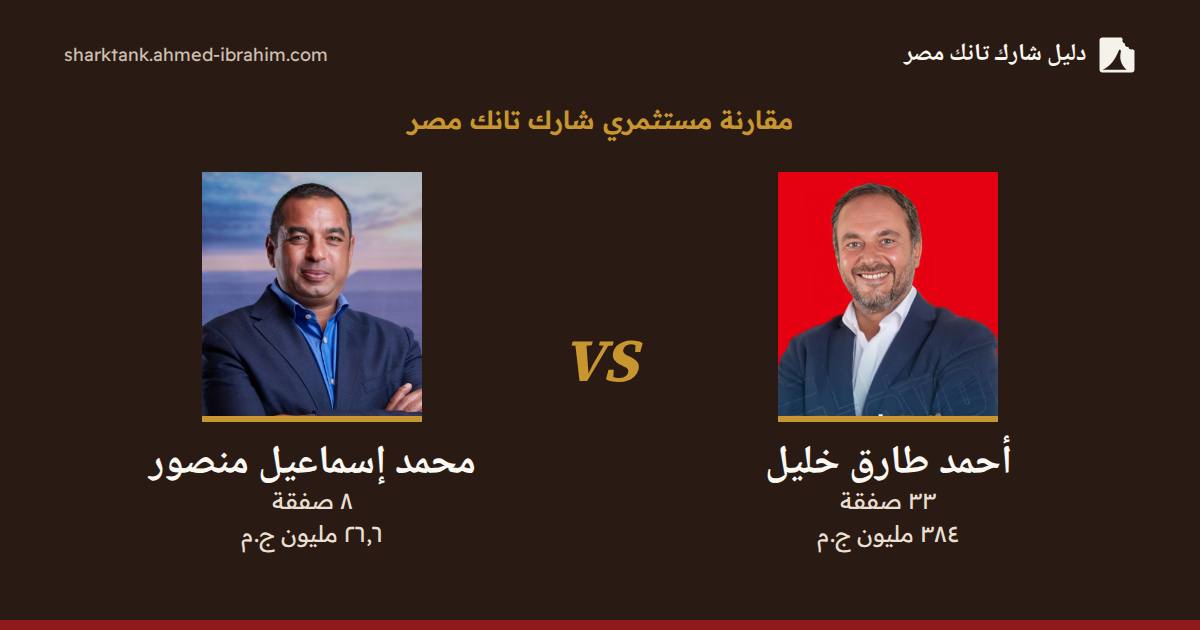 دليل شارك تانك مصر
sharktank.ahmed-ibrahim.com
مقارنة مستثمري شارك تانك مصر
VS
أحمد طارق خليل
٣٣ صفقة
٣٨٤ مليون ج.م
محمد إسماعيل منصور
٨ صفقة
٢٦,٦ مليون ج.م